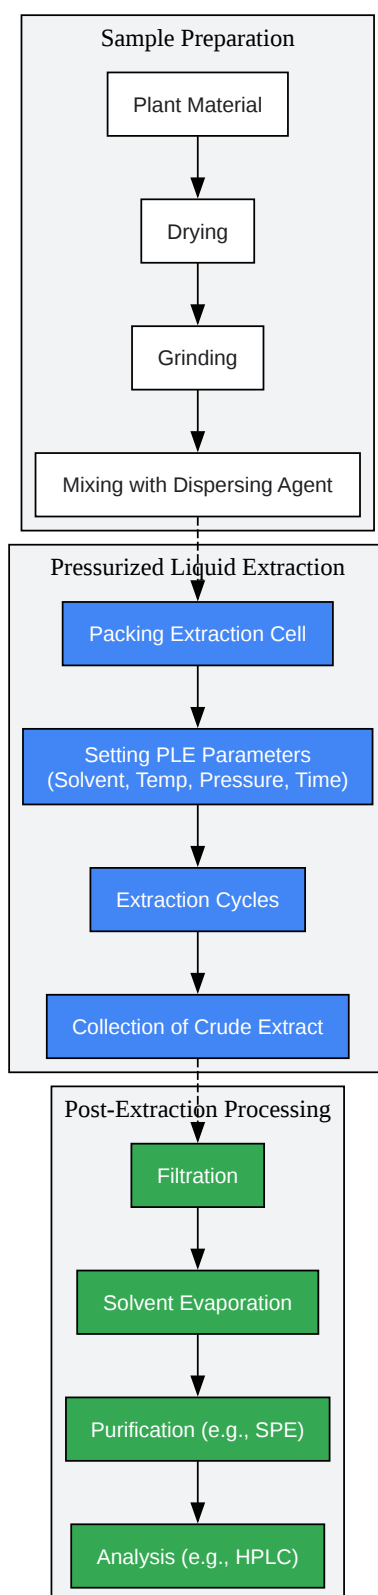 Sample Preparation
Plant Material
Drying
Grinding
Mixing with Dispersing Agent
Pressurized Liquid Extraction
Packing Extraction Cell
Setting PLE Parameters
(Solvent, Temp, Pressure, Time)
Extraction Cycles
Collection of Crude Extract
Post-Extraction Processing
Filtration
Solvent Evaporation
Purification (e.g., SPE)
Analysis (e.g., HPLC)